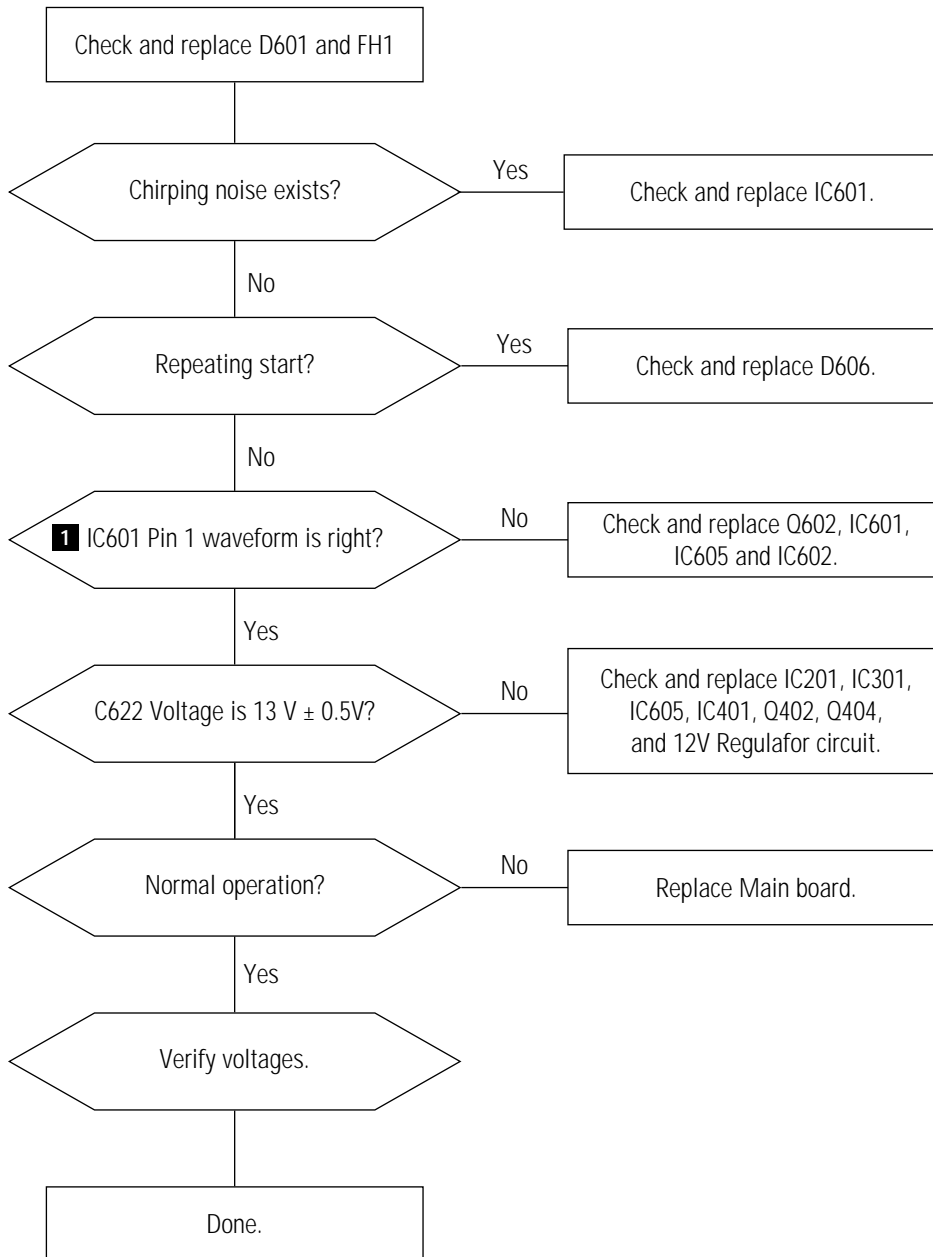 Check and replace D601 and FH1
Chirping noise exists?
Yes
Check and replace IC601.
No
Repeating start?
Yes
Check and replace D606.
No
1 IC601 Pin 1 waveform is right?
No
Check and replace Q602, IC601,
IC605 and IC602.
Yes
C622 Voltage is 13 V ± 0.5V?
No
Check and replace IC201, IC301,
IC605, IC401, Q402, Q404,
and 12V Regulafor circuit.
Yes
Normal operation?
No
Replace Main board.
Yes
Verify voltages.
Done.